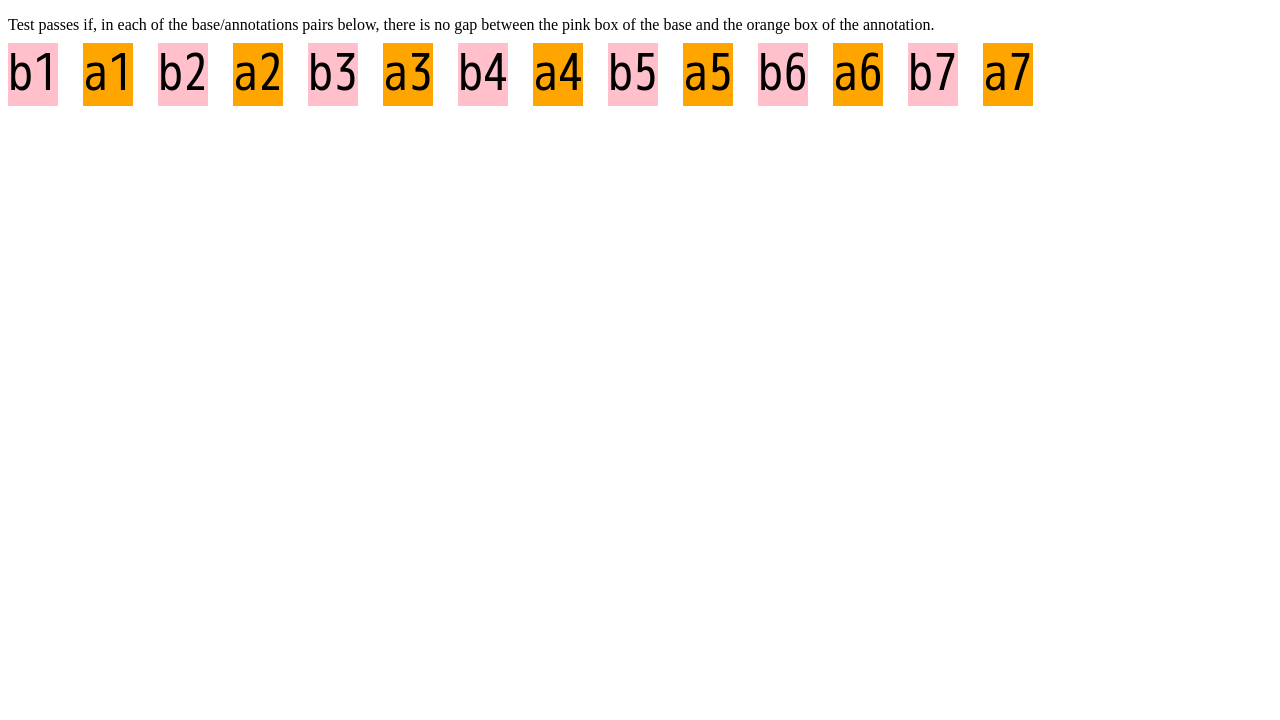 Test passes if, in each of the base/annotations pairs below, there is no gap between the pink box of the base and the orange box of the annotation.
b1 a1 b2 a2 b3 a3 b4 a4 b5 a5 b6 a6 b7 a7